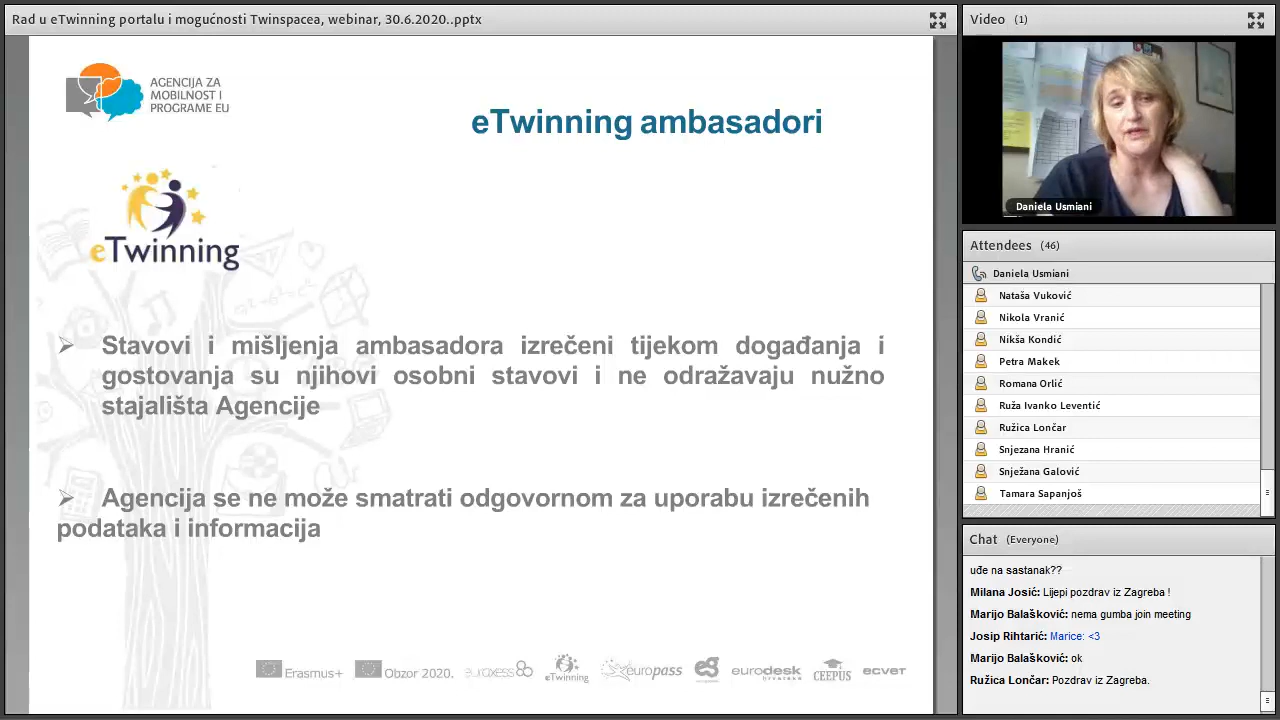 Rad u eTwinning portalu i mogućnosti Twinspacea, webinar, 30.6.2020..pptx
AGENCIJA ZA
MOBILNOST I
PROGRAME EU
eTwinning ambasadori
eTwinning
Stavovi i mišljenja ambasadora izrečeni tijekom događanja i
gostovanja su njihovi osobni stavovi i ne odražavaju nužno
stajališta Agencije
Agencija se ne može smatrati odgovornom za uporabu izrečenih
podataka i informacija
Erasmus+
Obzor 2020.
euroxess
eTwinning
europass
eurodesk
hrvatska
CEEPUS
ECVET
Video (1)
Daniela Usmiani
Attendees (46)
Daniela Usmiani
Nataša Vuković
Nikola Vranić
Nikša Kondić
Petra Makek
Romana Orlić
Ruža Ivanko Leventić
Ružica Lončar
Snjezana Hranić
Snježana Galović
Tamara Sapanjoš
Chat (Everyone)
uđe na sastanak??
Milana Josić: Lijepi pozdrav iz Zagreba !
Marijo Balašković: nema gumba join meeting
Josip Rihtarić: Marice: <3
Marijo Balašković: ok
Ružica Lončar: Pozdrav iz Zagreba.